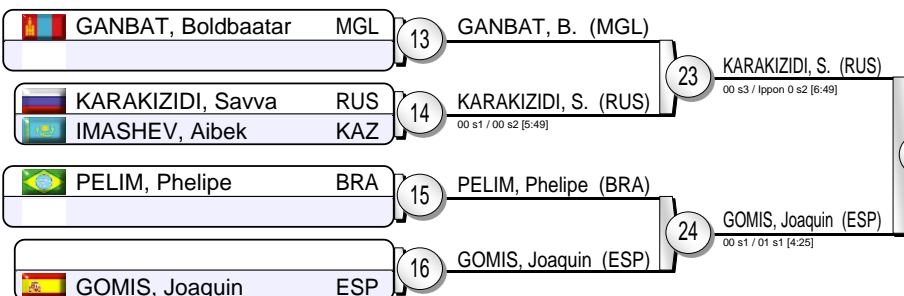 GANBAT, Boldbaatar MGL
13
GANBAT, B. (MGL)
KARAKIZIDI, Savva RUS
IMASHEV, Aibek KAZ
14
KARAKIZIDI, S. (RUS)
00 s1 / 00 s2 [5:49]
23
KARAKIZIDI, S. (RUS)
00 s3 / Ippon 0 s2 [6:49]
PELIM, Phelipe BRA
15
PELIM, Phelipe (BRA)
GOMIS, Joaquin ESP
16
GOMIS, Joaquin (ESP)
24
GOMIS, Joaquin (ESP)
00 s1 / 01 s1 [4:25]